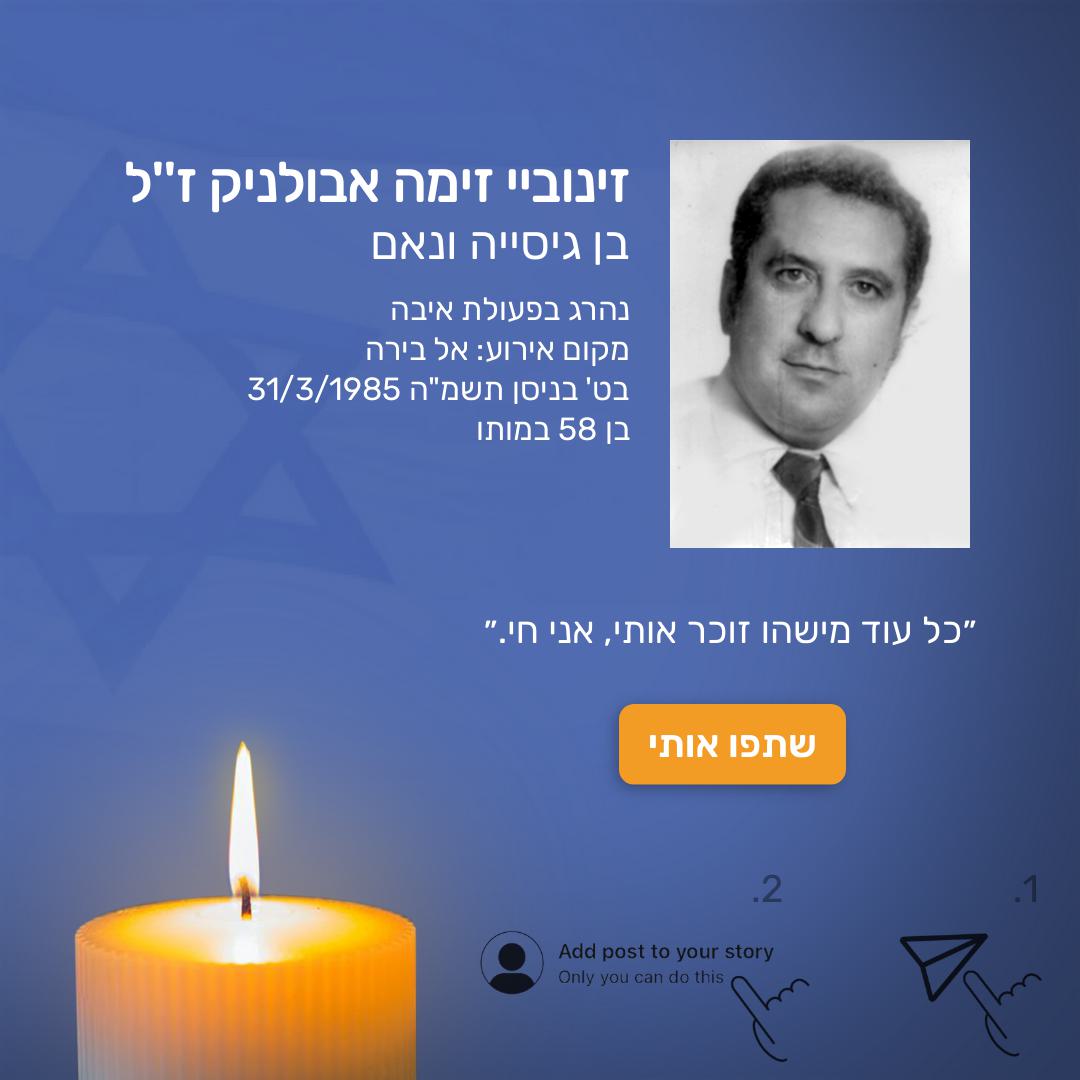 זינוביי זימה אבולניק ז"ל
בן גיסייה ונאם
נהרג בפעולת איבה
מקום אירוע: אל בירה
בט' בניסן תשמ"ה 31/3/1985
בן 58 במותו
״כל עוד מישהו זוכר אותי, אני חי.״
שתפו אותי
1.
2.
Add post to your story
Only you can do this